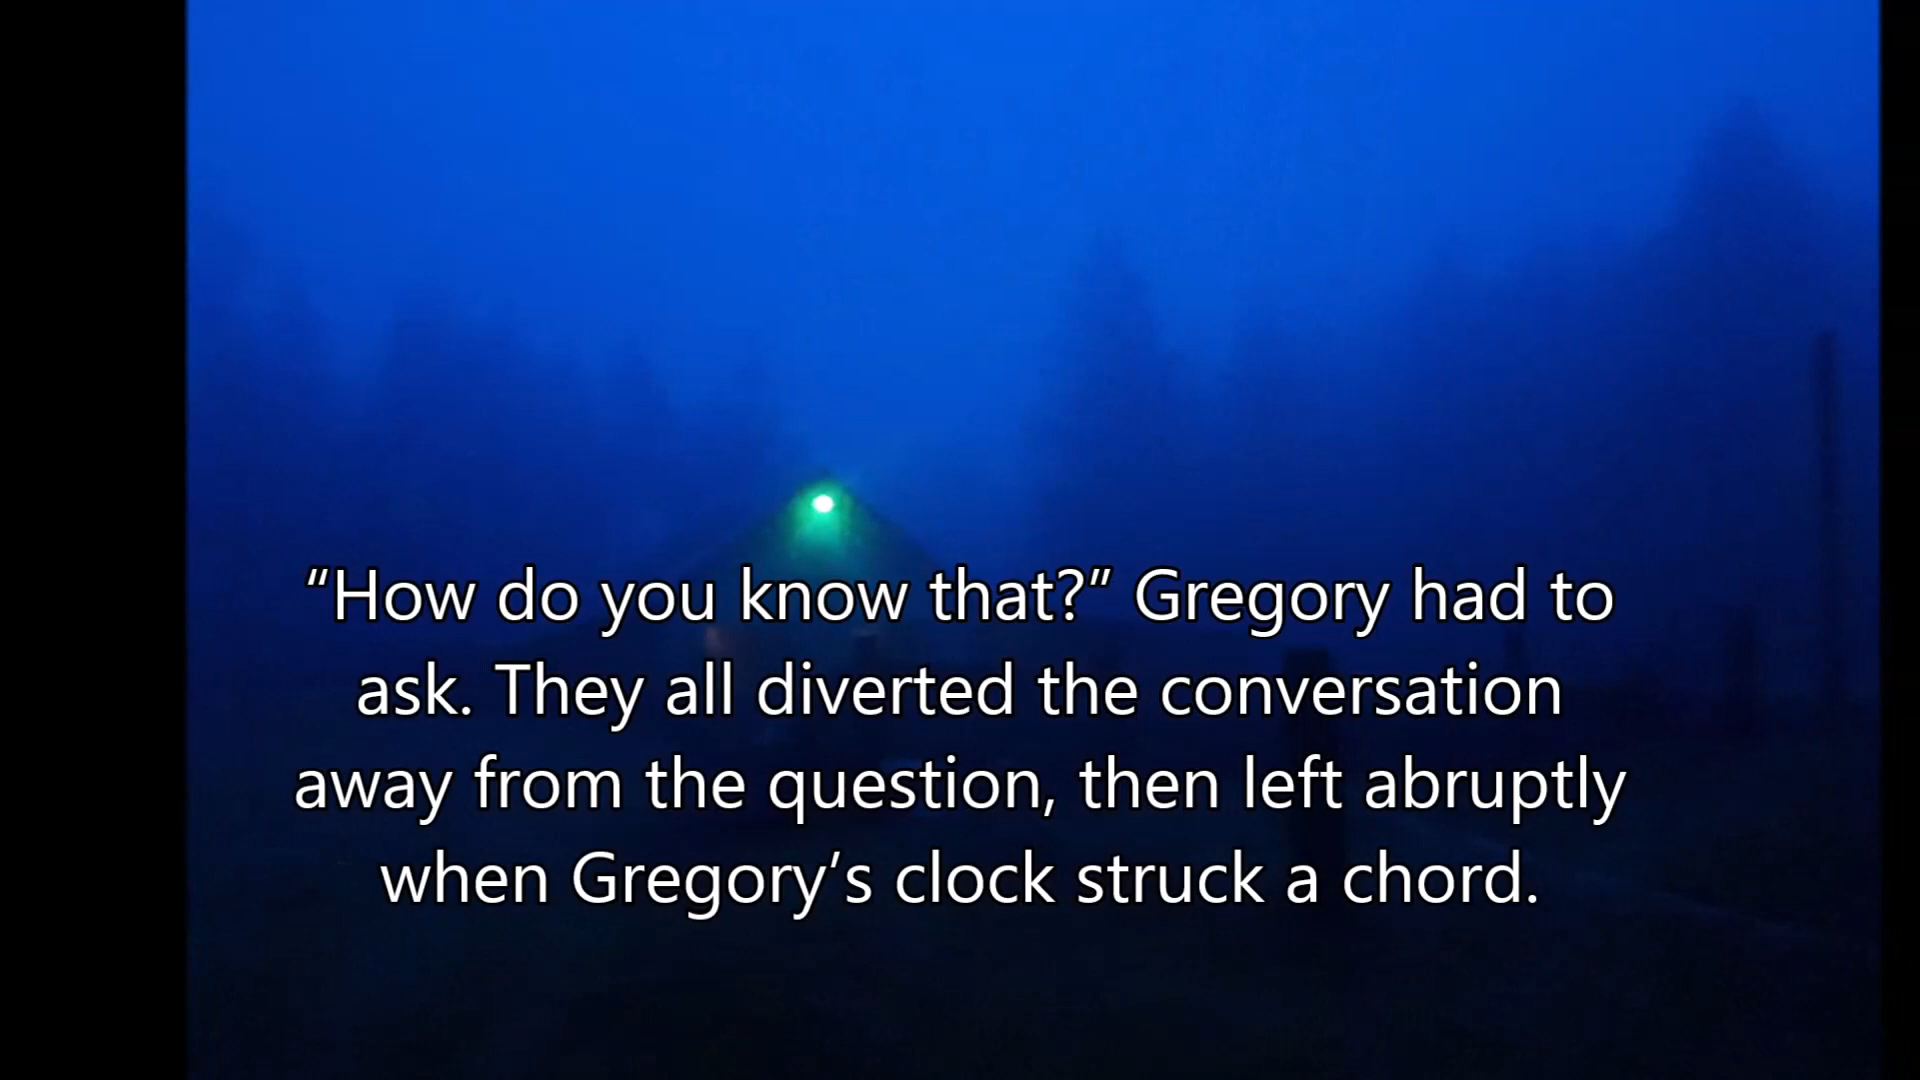 “How do you know that?” Gregory had to
ask. They all diverted the conversation
away from the question, then left abruptly
when Gregory’s clock struck a chord.